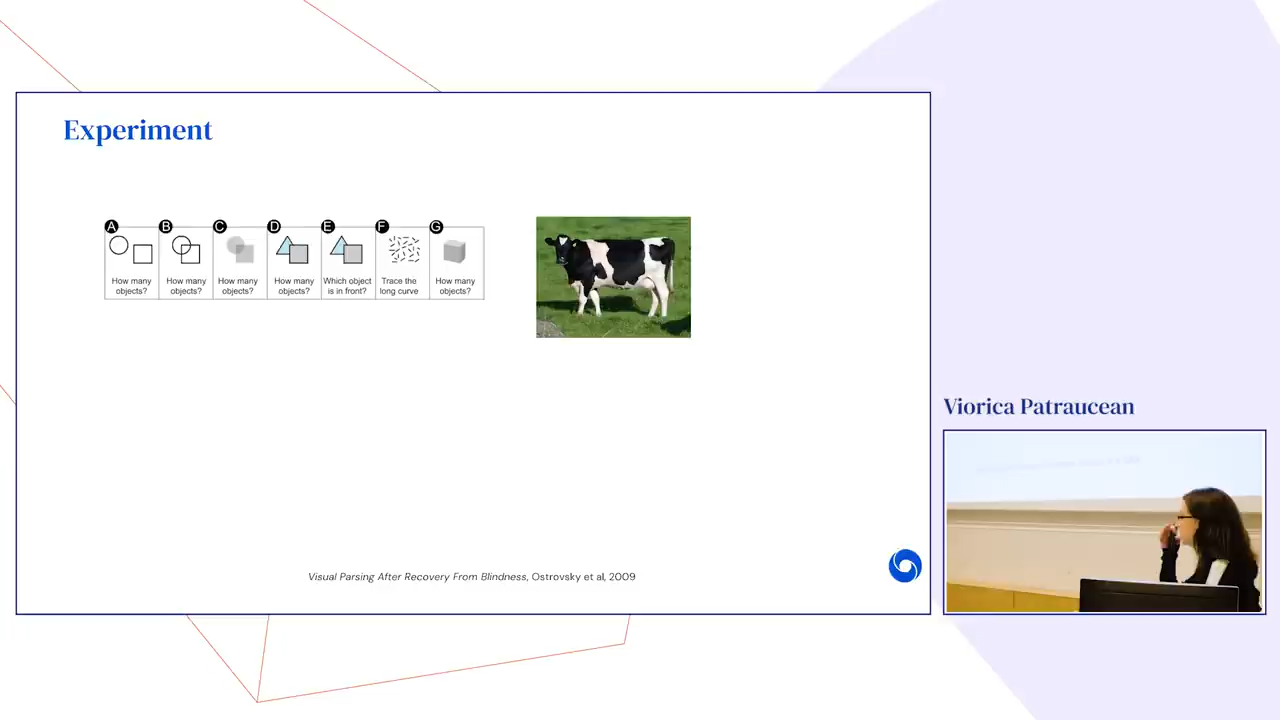 Experiment
A B C D E F G
How many objects?
How many objects?
How many objects?
How many objects?
Which object is in front?
Trace the long curve
How many objects?
Visual Parsing After Recovery From Blindness, Ostrovsky et al, 2009
Viorica Patraucean